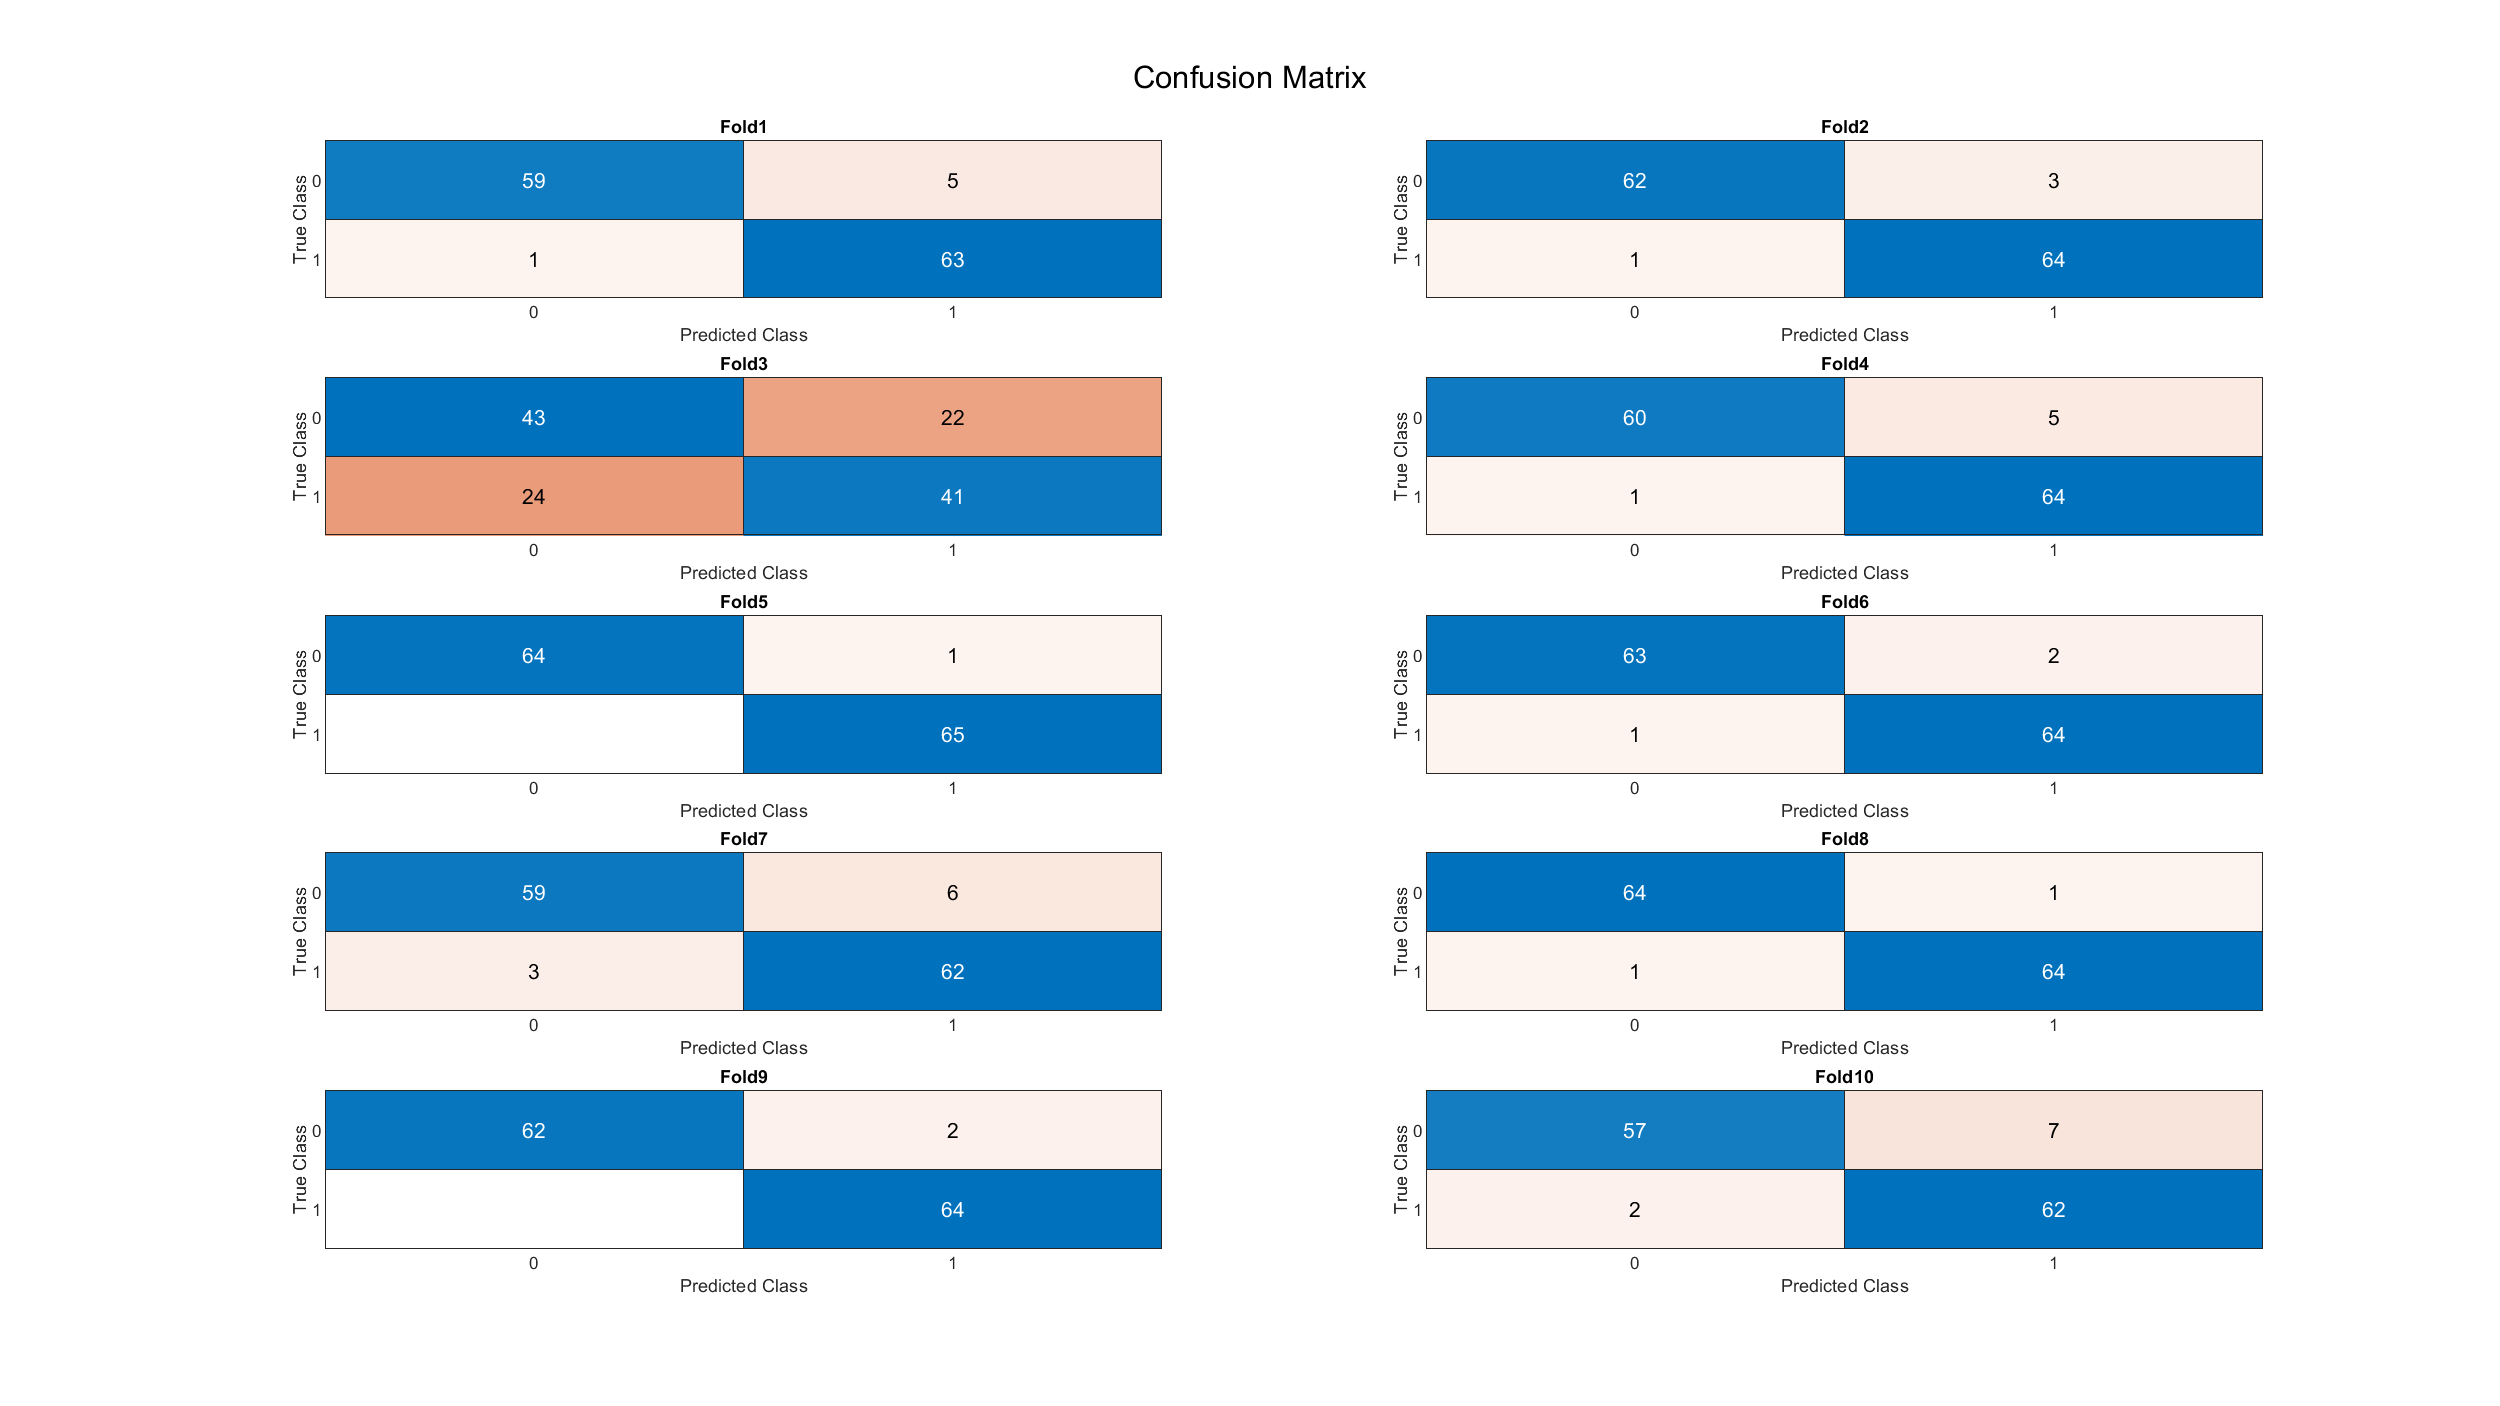 Confusion Matrix
Fold1
True Class
0 59 5
1 1 63
0 1
Predicted Class
Fold2
True Class
0 62 3
1 1 64
0 1
Predicted Class
Fold3
True Class
0 43 22
1 24 41
0 1
Predicted Class
Fold4
True Class
0 60 5
1 1 64
0 1
Predicted Class
Fold5
True Class
0 64 1
1 65
0 1
Predicted Class
Fold6
True Class
0 63 2
1 1 64
0 1
Predicted Class
Fold7
True Class
0 59 6
1 3 62
0 1
Predicted Class
Fold8
True Class
0 64 1
1 1 64
0 1
Predicted Class
Fold9
True Class
0 62 2
1 64
0 1
Predicted Class
Fold10
True Class
0 57 7
1 2 62
0 1
Predicted Class